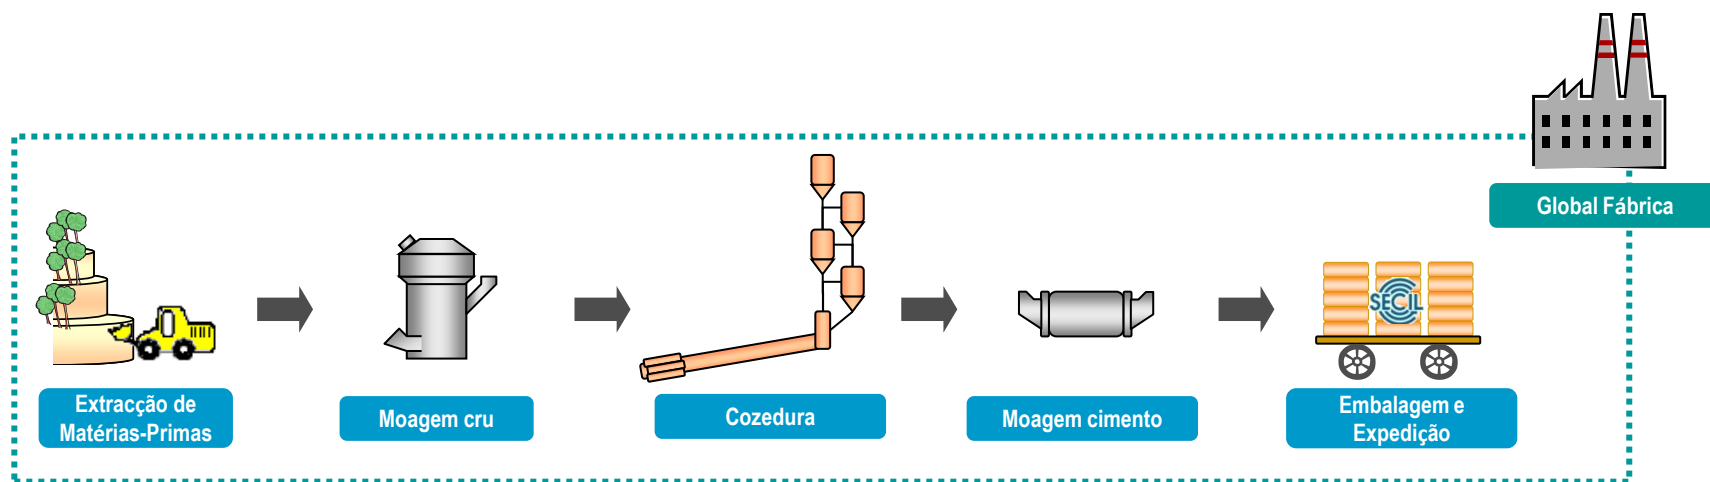 Global Fábrica
SECIL
Extracção de
Matérias-Primas
Moagem cru
Cozedura
Moagem cimento
Embalagem e
Expedição